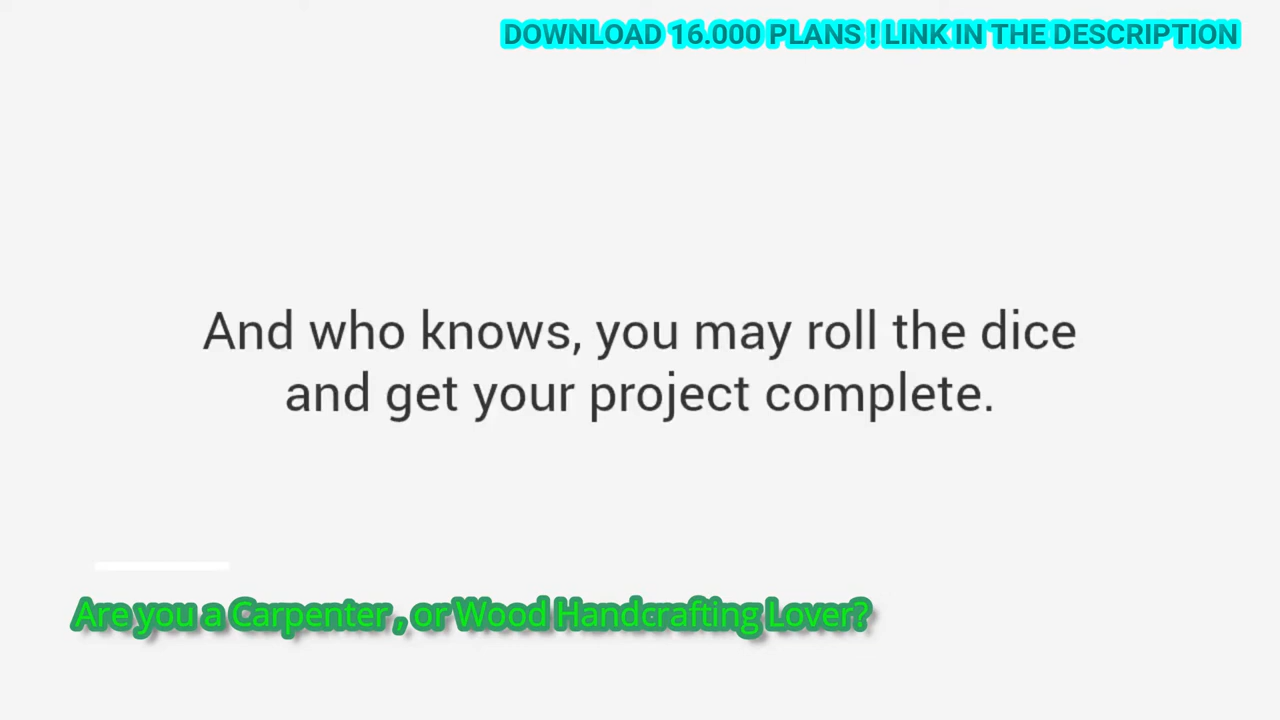 DOWNLOAD 16.000 PLANS ! LINK IN THE DESCRIPTION
And who knows, you may roll the dice
and get your project complete.
Are you a Carpenter , or Wood Handcrafting Lover?